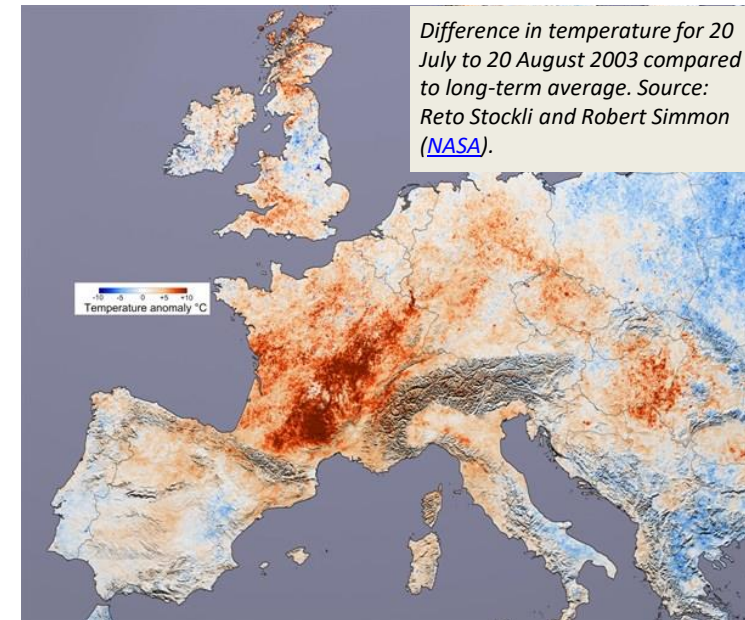 Difference in temperature for 20
July to 20 August 2003 compared
to long-term average. Source:
Reto Stockli and Robert Simmon
(NASA).
-10 -5 0 +5 +10
Temperature anomaly °C